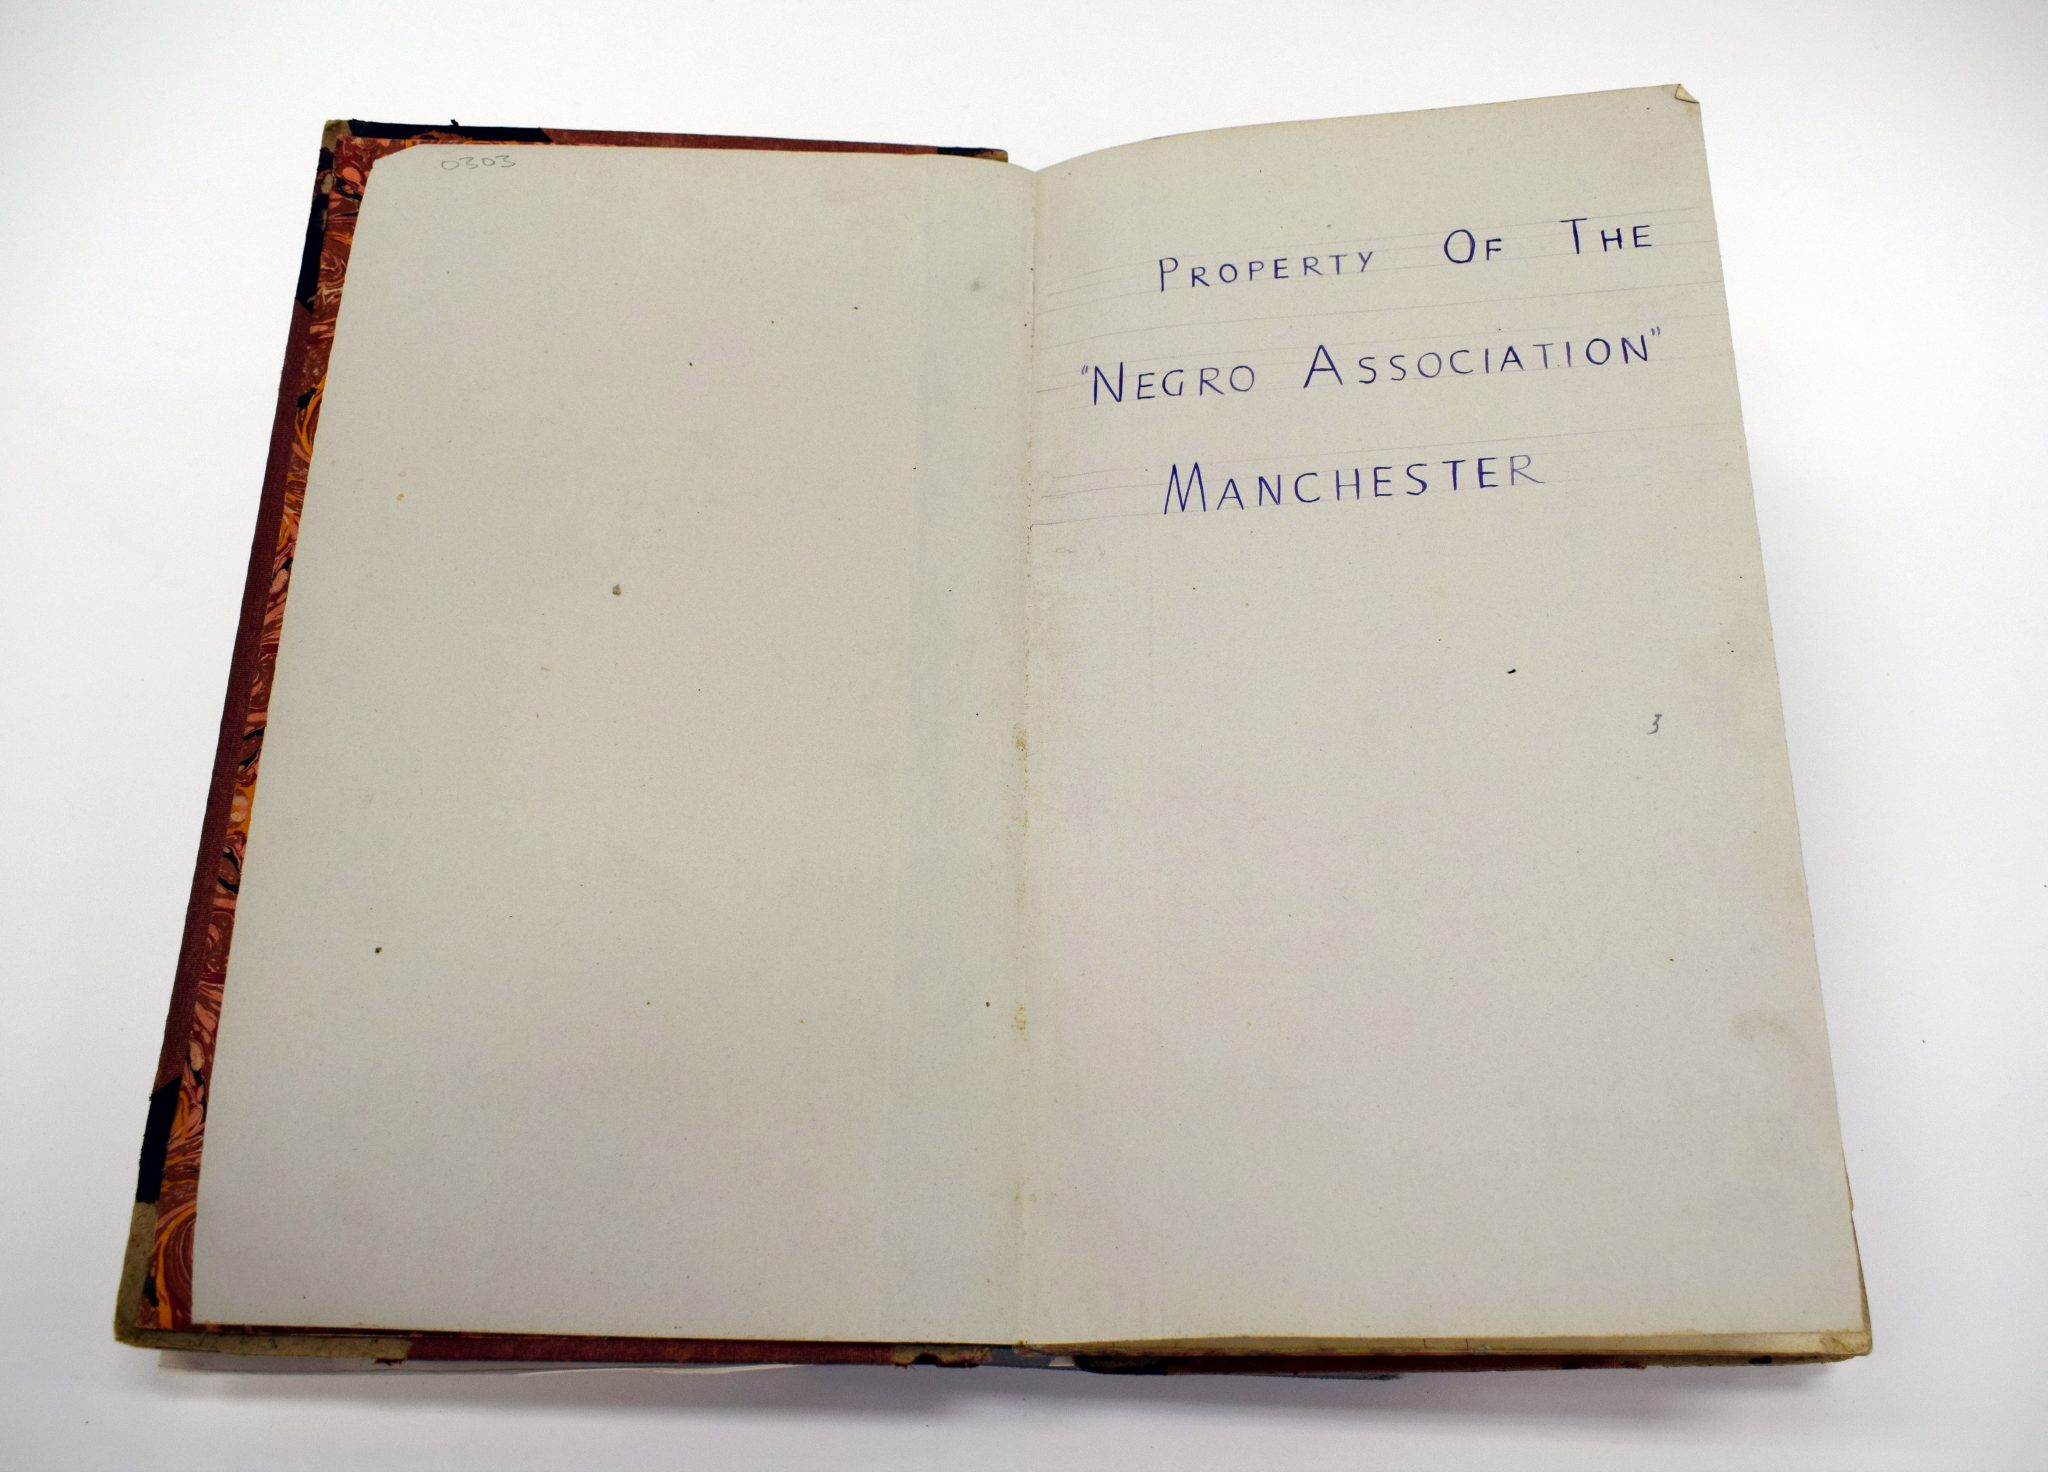 0303
PROPERTY OF THE
"NEGRO ASSOCIATION"
MANCHESTER
3